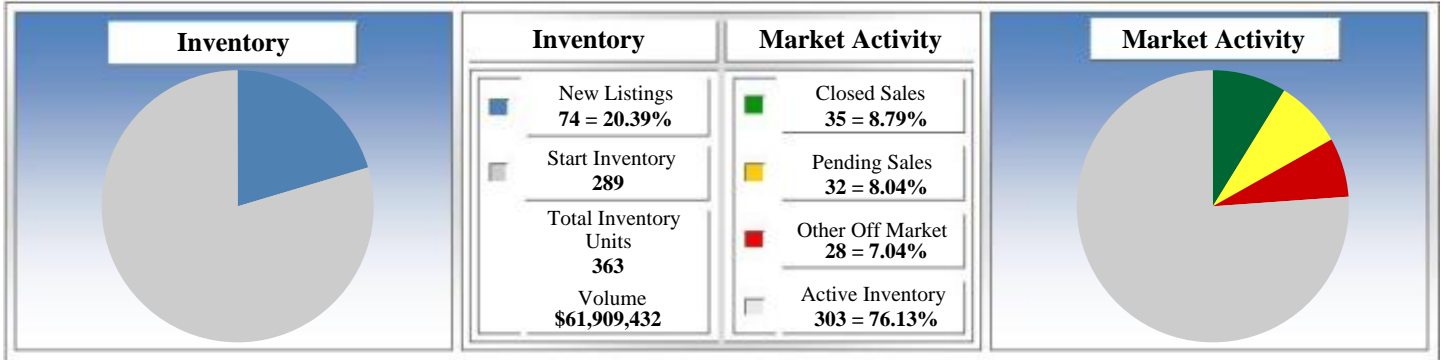 Inventory
Inventory
Market Activity
New Listings
74 = 20.39%
Start Inventory
289
Total Inventory
Units
363
Volume
$61,909,432
Closed Sales
35 = 8.79%
Pending Sales
32 = 8.04%
Other Off Market
28 = 7.04%
Active Inventory
303 = 76.13%
Market Activity